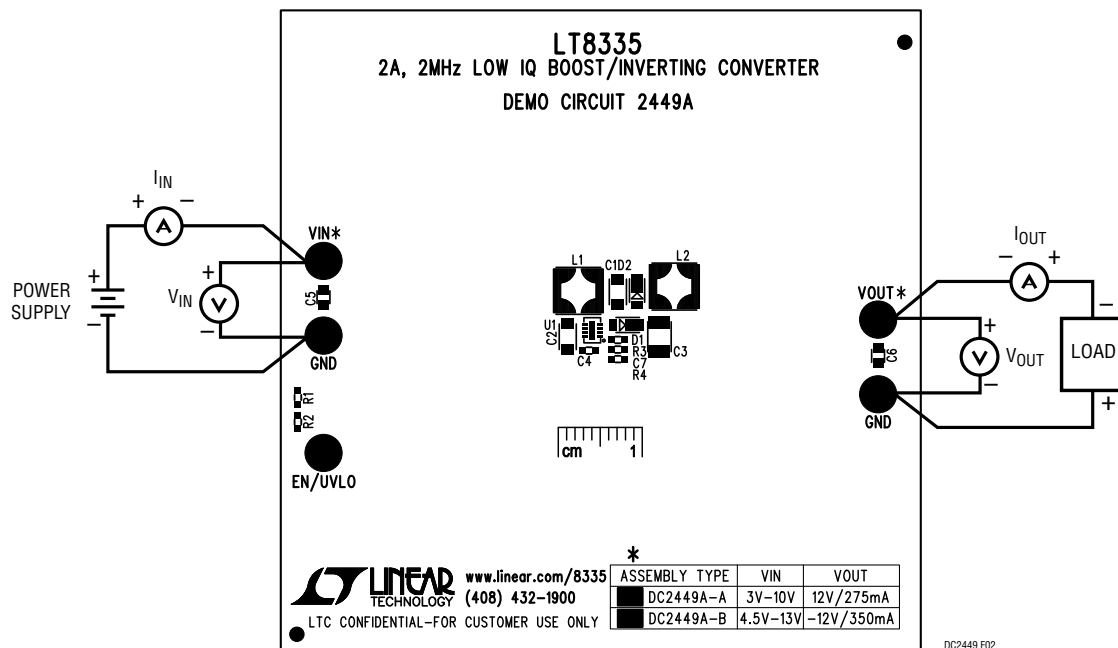 LT8335
2A, 2MHz LOW IQ BOOST/INVERTING CONVERTER
DEMO CIRCUIT 2449A
IIN
+ −
VIN*
POWER
SUPPLY
+
−
VIN
+
−
C5
GND
R1
R2
EN/UVLO
L1
C1D2
L2
U1
C2
C4
D1
R3
C7
R4
C3
cm 1
IOUT
− +
VOUT*
C6
GND
+
VOUT
−
−
LOAD
+
*
ASSEMBLY TYPE VIN VOUT
DC2449A-A 3V-10V 12V/275mA
DC2449A-B 4.5V-13V -12V/350mA
LT LINEAR
TECHNOLOGY
www.linear.com/8335
(408) 432-1900
LTC CONFIDENTIAL-FOR CUSTOMER USE ONLY
DC2449 F02